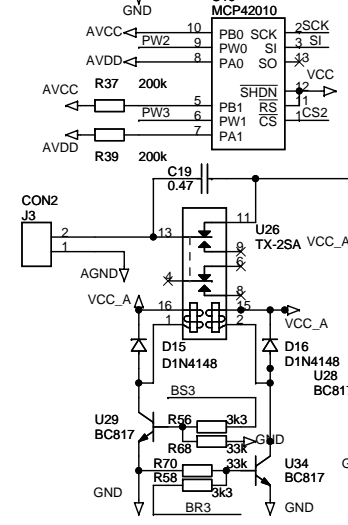 GND
MCP42010
AVCC 10 PB0 SCK 2 SCK
PW2 9 PW0 SI 3 SI
AVDD 8 PA0 SO 13
AVCC R37 200k SHDN 12 VCC
5 PB1 RS 11
PW3 6 PW1 CS 1 CS2
7 PA1
AVDD R39 200k
C19
0.47
CON2
J3
2 13 11
1
U26
TX-2SA VCC_A
9
6
4
8
AGND
VCC_A 16 15
1 2 VCC_A
D15 D16
D1N4148 D1N4148
U28
BC817
BS3
U29 R56 3k3
BC817 R68 33k GND
R70 33k U34
R58 3k3 BC817
GND BR3 GND